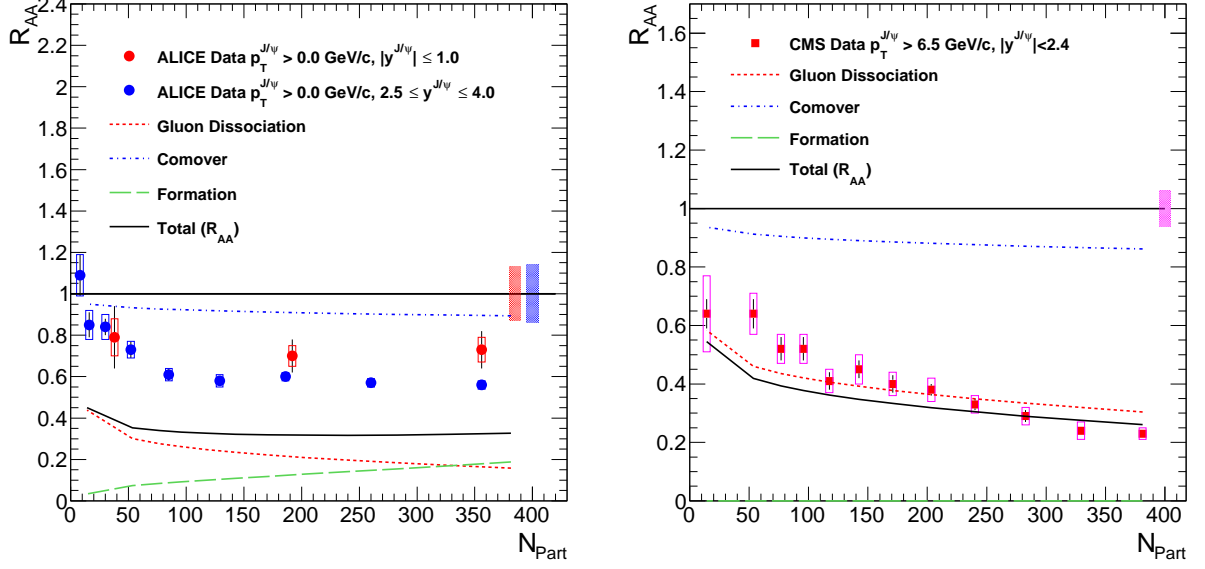 R_AA
2.4
2.2
2
1.8
1.6
1.4
1.2
1
0.8
0.6
0.4
0.2
0
ALICE Data p_T^{J/ψ} > 0.0 GeV/c, |y^{J/ψ}| ≤ 1.0
ALICE Data p_T^{J/ψ} > 0.0 GeV/c, 2.5 ≤ y^{J/ψ} ≤ 4.0
Gluon Dissociation
Comover
Formation
Total (R_AA)
0 50 100 150 200 250 300 350 400
N_Part
R_AA
1.6
1.4
1.2
1
0.8
0.6
0.4
0.2
0
CMS Data p_T^{J/ψ} > 6.5 GeV/c, |y^{J/ψ}|<2.4
Gluon Dissociation
Comover
Formation
Total (R_AA)
0 50 100 150 200 250 300 350 400
N_Part